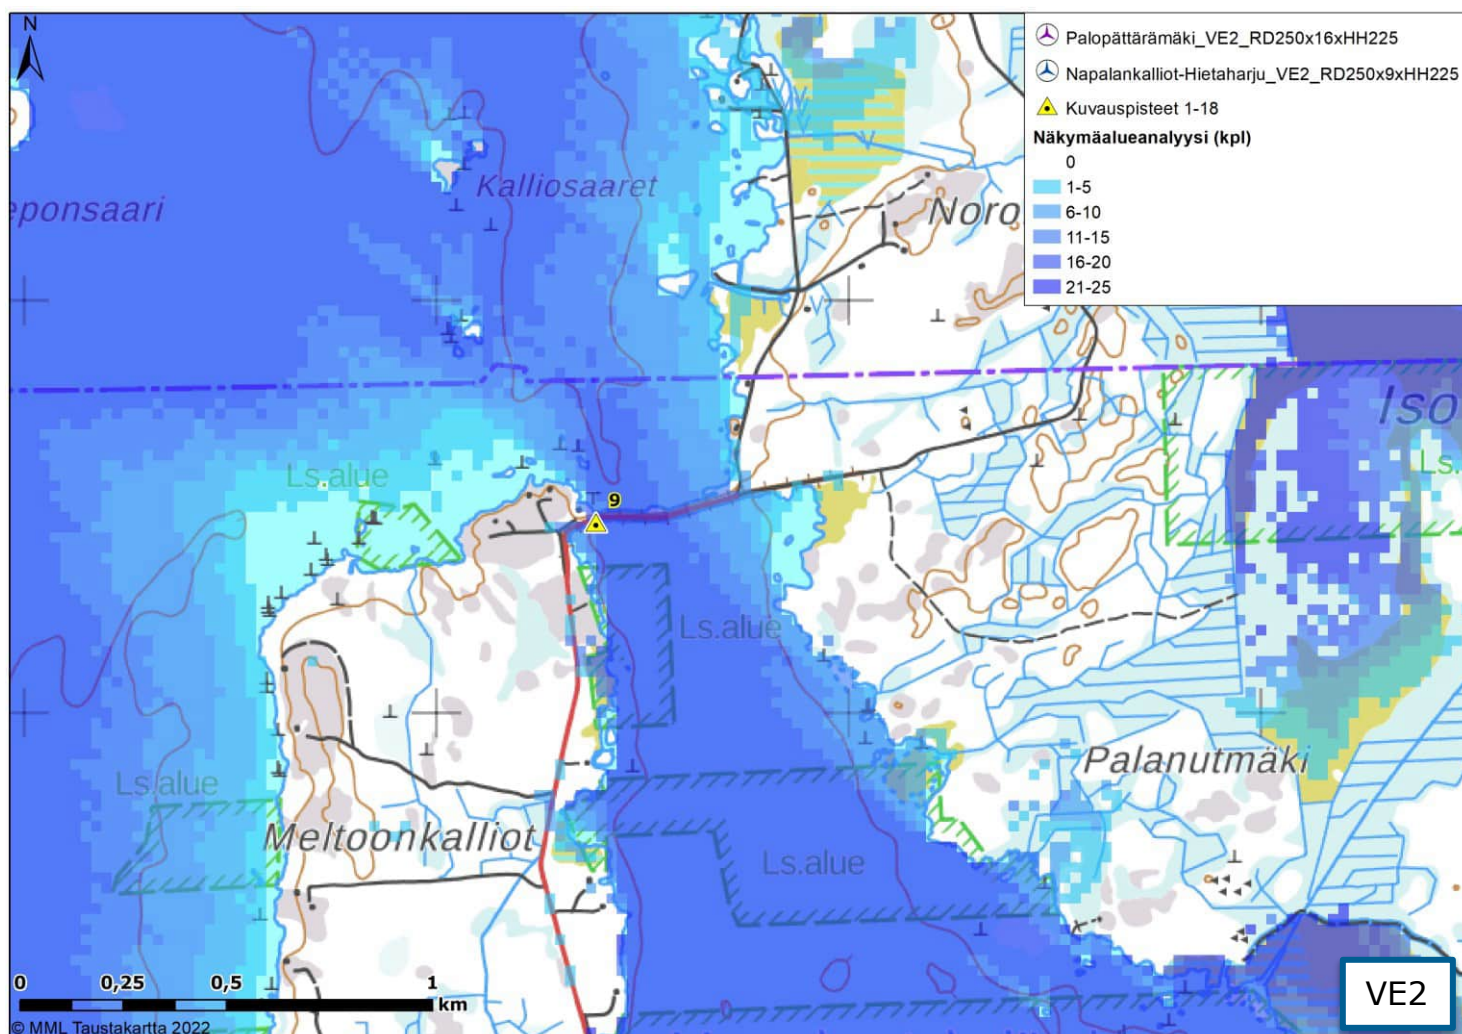 N
Palopättärämäki_VE2_RD250x16xHH225
Napalankalliot-Hietaharju_VE2_RD250x9xHH225
Kuvauspisteet 1-18
Näkymäalueanalyysi (kpl)
0
1-5
6-10
11-15
16-20
21-25
Kalliosaaret
eponsaari
Noro
Iso
Ls.alue
Ls.
9
Ls.alue
Palanutmäki
Ls.alue
Meltoonkalliot
Ls.alue
0 0,25 0,5 1
km
VE2
© MML Taustakartta 2022